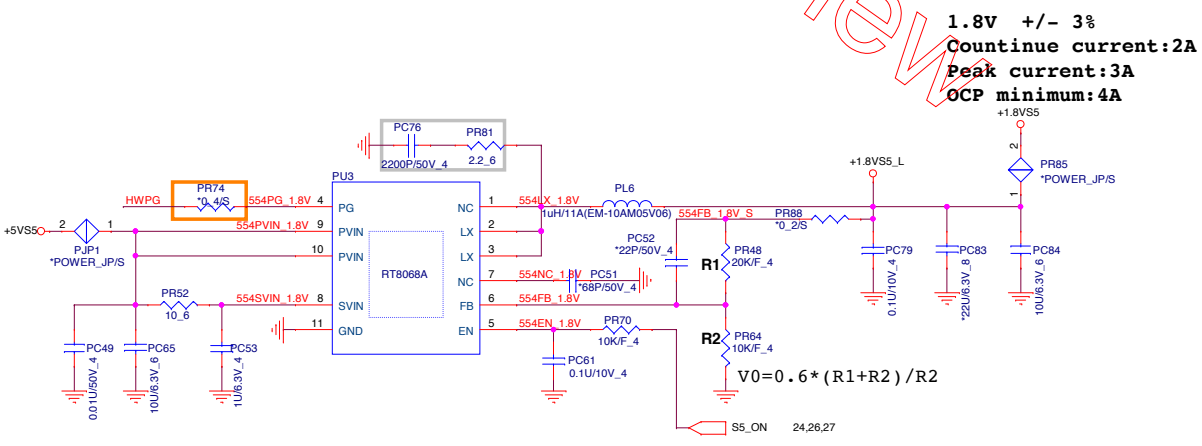 ew
1.8V +/- 3%
Countinue current:2A
Peak current:3A
OCP minimum:4A
+1.8VS5
2
PR85
*POWER_JP/S
1
+1.8VS5_L
PC76
PR81
2200P/50V_4
2.2_6
PU3
HWPG
PR74
*0_4/S
554PG_1.8V
4
PG
NC
1
554LX_1.8V
PL6
1uH/11A(EM-10AM05V06)
554FB_1.8V_S
PR88
*0_2/S
+5VS5
2
1
PJP1
*POWER_JP/S
554PVIN_1.8V
9
PVIN
LX
2
10
PVIN
LX
3
RT8068A
PC52
*22P/50V_4
R1
PR48
20K/F_4
PC79
0.1U/10V_4
PC83
*22U/6.3V_8
PC84
10U/6.3V_6
NC
7
554NC_1.8V
PC51
*68P/50V_4
PR52
10_6
554SVIN_1.8V
8
SVIN
FB
6
554FB_1.8V
11
GND
EN
5
554EN_1.8V
PR70
10K/F_4
R2
PR64
10K/F_4
PC49
0.01U/50V_4
PC65
10U/6.3V_6
PC53
1U/6.3V_4
PC61
0.1U/10V_4
V0=0.6*(R1+R2)/R2
S5_ON
24,26,27